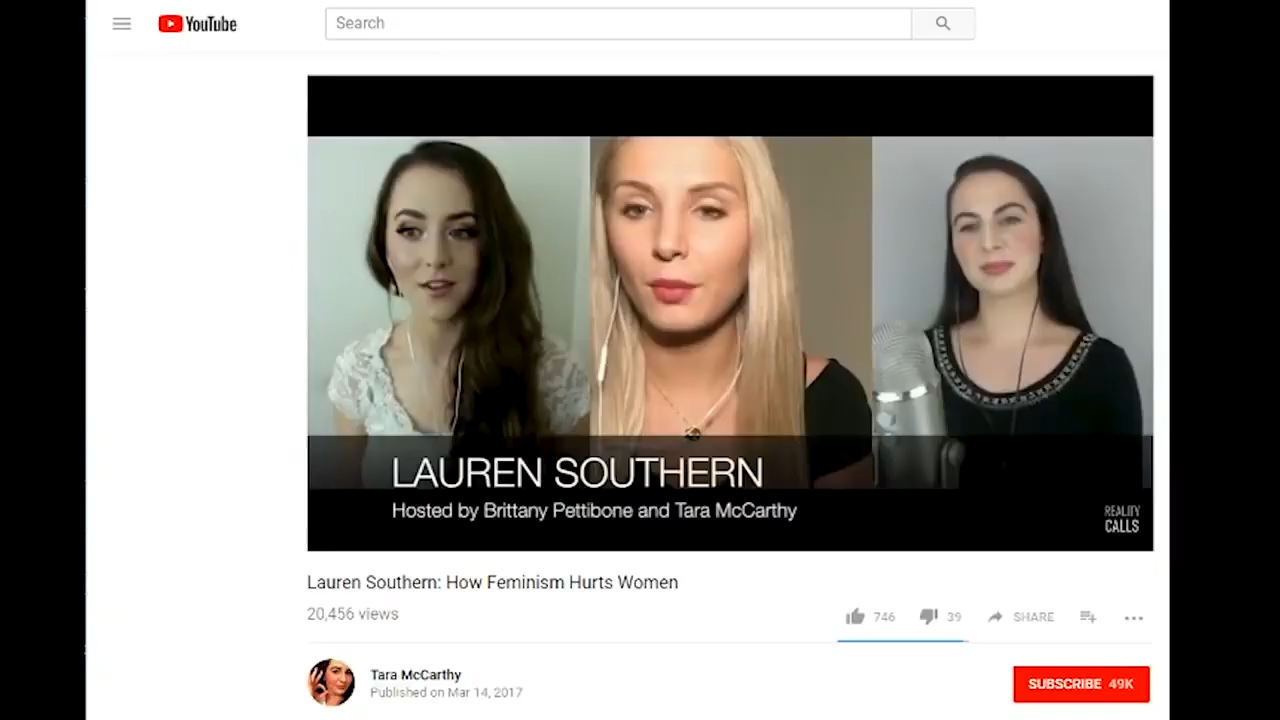 YouTube
Search
LAUREN SOUTHERN
Hosted by Brittany Pettibone and Tara McCarthy
REALITY
CALLS
Lauren Southern: How Feminism Hurts Women
20,456 views
746
39
SHARE
Tara McCarthy
Published on Mar 14, 2017
SUBSCRIBE 49K